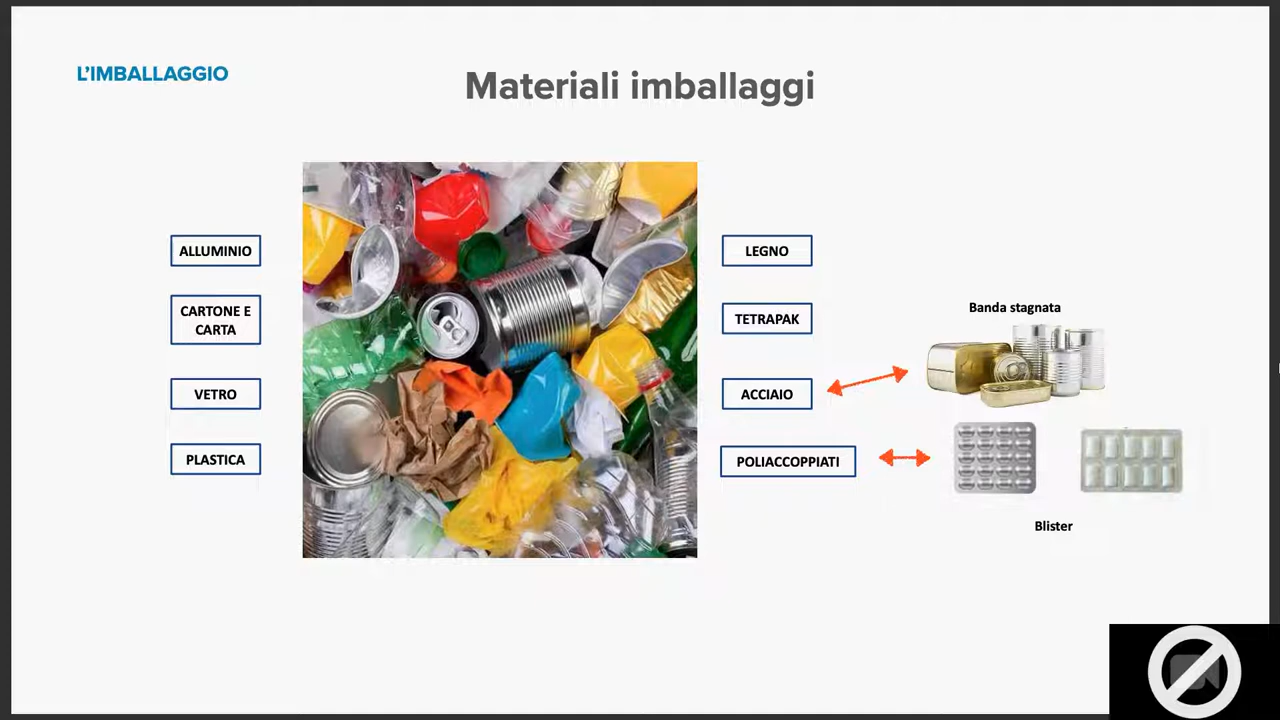 L'IMBALLAGGIO
Materiali imballaggi
ALLUMINIO
CARTONE E
CARTA
VETRO
PLASTICA
LEGNO
TETRAPAK
ACCIAIO
POLIACCOPPIATI
Banda stagnata
Blister